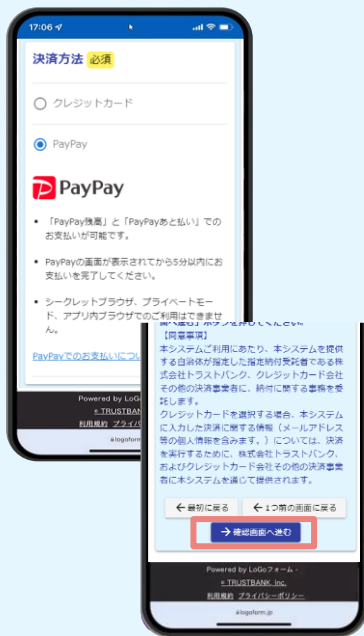 17:06
決済方法 必須
クレジットカード
PayPay
PayPay
• 「PayPay残高」と「PayPayあと払い」での
お支払いが可能です。
• PayPayの画面が表示されてから5分以内にお
支払いを完了してください。
• シークレットブラウザ、プライベートモー
ド、アプリ内ブラウザでのご利用はできませ
ん。
PayPayでのお支払いについ
Powered by LoG
TRUSTBAN
利用規約 プライバ
logoform
面へ進む」ボタンを押してください。
【同意事項】
本システムご利用にあたり、本システムを提供
する自治体が指定した指定納付受託者である株
式会社トラストバンク、クレジットカード会社
その他の決済事業者に、納付に関する事務を委
託します。
クレジットカードを選択する場合、本システム
に入力した決済に関する情報（メールアドレス
等の個人情報を含みます。）については、決済
を実行するために、株式会社トラストバンク、
およびクレジットカード会社その他の決済事業
者に本システムを通じて提供されます。
← 最初に戻る ← 1つ前の画面に戻る
→ 確認画面へ進む
Powered by LoGoフォーム -
TRUSTBANK, Inc.
利用規約 プライバシーポリシー
logoform.jp